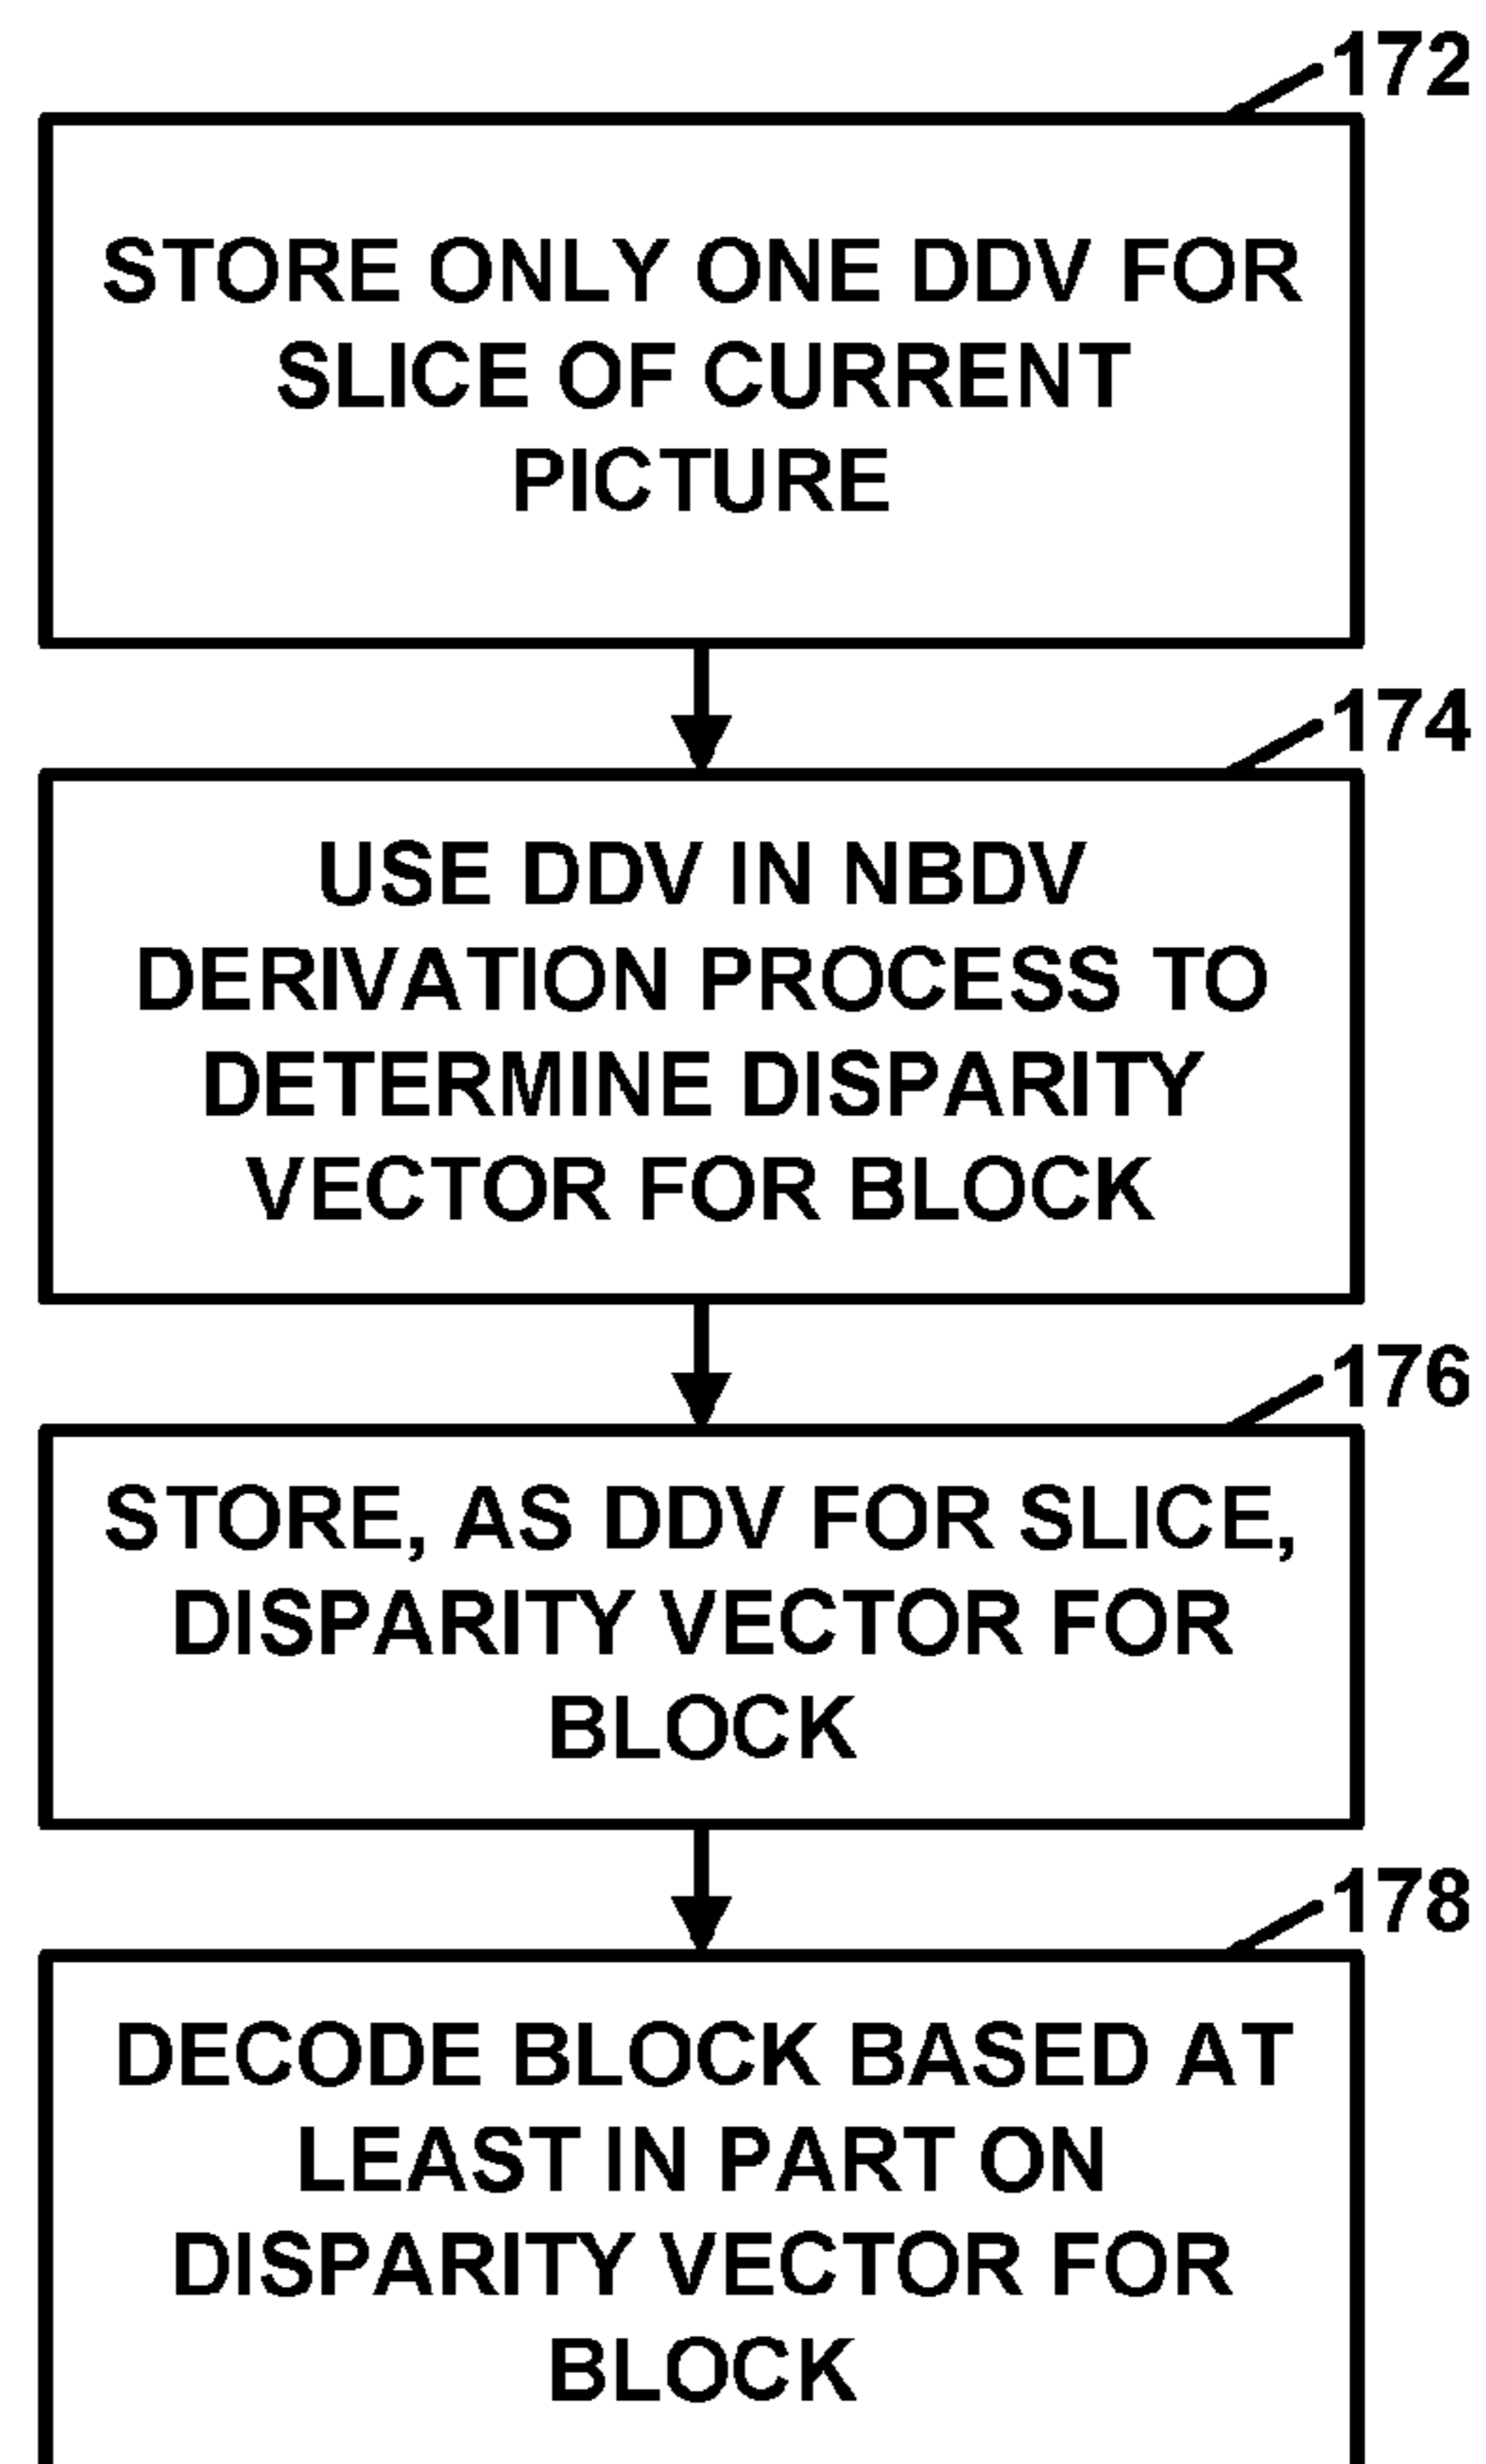 172
STORE ONLY ONE DDV FOR
SLICE OF CURRENT
PICTURE
174
USE DDV IN NBDV
DERIVATION PROCESS TO
DETERMINE DISPARITY
VECTOR FOR BLOCK
176
STORE, AS DDV FOR SLICE,
DISPARITY VECTOR FOR
BLOCK
178
DECODE BLOCK BASED AT
LEAST IN PART ON
DISPARITY VECTOR FOR
BLOCK